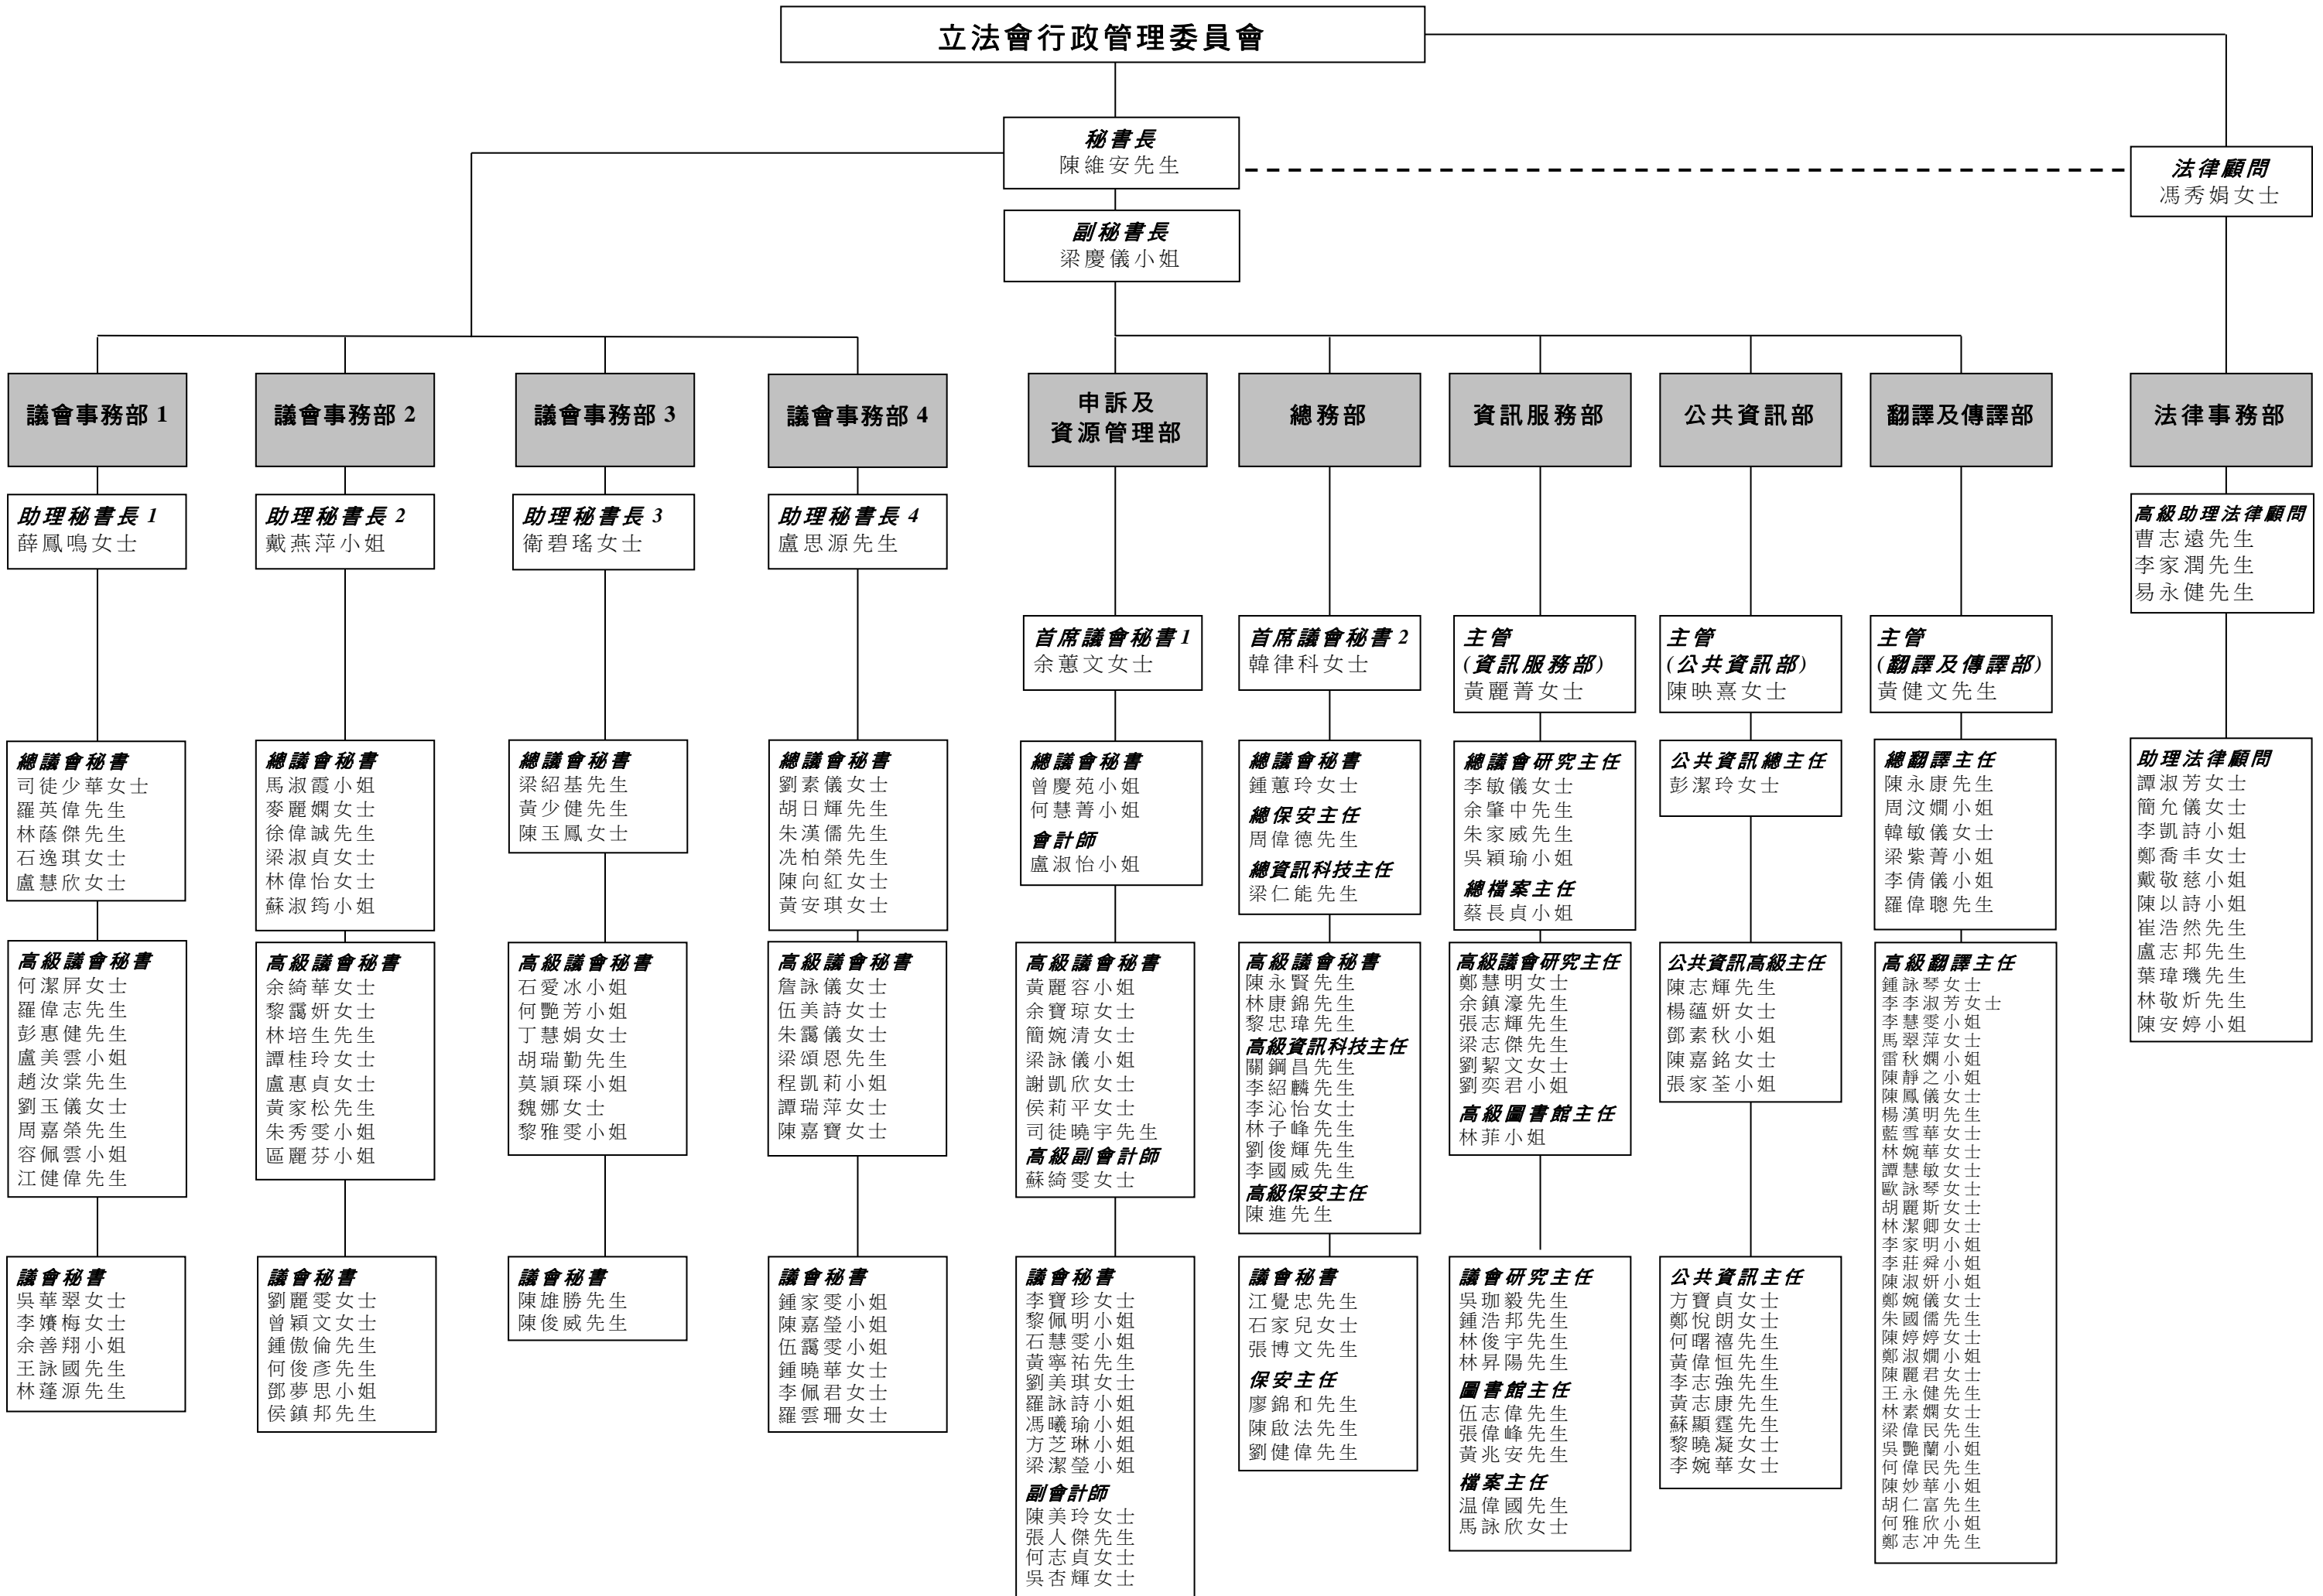 立法會行政管理委員會
秘書長
陳維安先生
法律顧問
馮秀娟女士
副秘書長
梁慶儀小姐
議會事務部 1
議會事務部 2
議會事務部 3
議會事務部 4
申訴及
資源管理部
總務部
資訊服務部
公共資訊部
翻譯及傳譯部
法律事務部
助理秘書長 1
薛鳳鳴女士
助理秘書長 2
戴燕萍小姐
助理秘書長 3
衛碧瑤女士
助理秘書長 4
盧思源先生
高級助理法律顧問
曹志遠先生
李家潤先生
易永健先生
首席議會秘書 1
余蕙文女士
首席議會秘書 2
韓律科女士
主管
(資訊服務部)
黃麗菁女士
主管
(公共資訊部)
陳映熹女士
主管
(翻譯及傳譯部)
黃健文先生
總議會秘書
司徒少華女士
羅英偉先生
林蔭傑先生
石逸琪女士
盧慧欣女士
總議會秘書
馬淑霞小姐
麥麗嫻女士
徐偉誠先生
梁淑貞女士
林偉怡女士
蘇淑筠小姐
總議會秘書
梁紹基先生
黃少健先生
陳玉鳳女士
總議會秘書
劉素儀女士
胡日輝先生
朱漢儒先生
冼柏榮先生
陳向紅女士
黃安琪女士
總議會秘書
曾慶苑小姐
何慧菁小姐
會計師
盧淑怡小姐
總議會秘書
鍾蕙玲女士
總保安主任
周偉德先生
總資訊科技主任
梁仁能先生
總議會研究主任
李敏儀女士
余肇中先生
朱家威先生
吳穎瑜小姐
總檔案主任
蔡長貞小姐
公共資訊總主任
彭潔玲女士
總翻譯主任
陳永康先生
周汶嫺小姐
韓敏儀女士
梁紫菁小姐
李倩儀小姐
羅偉聰先生
助理法律顧問
譚淑芳女士
簡允儀女士
李凱詩小姐
鄭喬丰女士
戴敬慈小姐
陳以詩小姐
崔浩然先生
盧志邦先生
葉瑋璣先生
林敬炘先生
陳安婷小姐
高級議會秘書
何潔屏女士
羅偉志先生
彭惠健先生
盧美雲小姐
趙汝棠先生
劉玉儀女士
周嘉榮先生
容佩雲小姐
江健偉先生
高級議會秘書
余綺華女士
黎靄妍女士
林培生先生
譚桂玲女士
盧惠貞女士
黃家松先生
朱秀雯小姐
區麗芬小姐
高級議會秘書
石愛冰小姐
何艷芳小姐
丁慧娟女士
胡瑞勤先生
莫穎琛小姐
魏娜女士
黎雅雯小姐
高級議會秘書
詹詠儀女士
伍美詩女士
朱靄儀女士
梁頌恩先生
程凱莉小姐
譚瑞萍女士
陳嘉寶女士
高級議會秘書
黃麗容小姐
余寶琼女士
簡婉清女士
梁詠儀小姐
謝凱欣女士
侯莉平女士
司徒曉宇先生
高級副會計師
蘇綺雯女士
高級議會秘書
陳永賢先生
林康錦先生
黎忠瑋先生
高級資訊科技主任
關鋼昌先生
李紹麟先生
李沁怡女士
林子峰先生
劉俊輝先生
李國威先生
高級保安主任
陳進先生
高級議會研究主任
鄭慧明女士
余鎮濠先生
張志輝先生
梁志傑先生
劉絜文女士
劉奕君小姐
高級圖書館主任
林菲小姐
公共資訊高級主任
陳志輝先生
楊蘊妍女士
鄧素秋小姐
陳嘉銘女士
張家荃小姐
高級翻譯主任
鍾詠琴女士
李李淑芳女士
李慧雯小姐
馬翠萍女士
雷秋嫻小姐
陳靜之小姐
陳鳳儀女士
楊漢明先生
藍雪華女士
林婉華女士
譚慧敏女士
歐詠琴女士
胡麗斯女士
林潔卿女士
李家明小姐
李莊舜小姐
陳淑妍小姐
鄭婉儀女士
朱國儒先生
陳婷婷女士
鄭淑嫺小姐
陳麗君女士
王永健先生
林素嫻女士
梁偉民先生
吳艷蘭小姐
何偉民先生
陳妙華小姐
胡仁富先生
何雅欣小姐
鄭志冲先生
議會秘書
吳華翠女士
李嬪梅女士
余善翔小姐
王詠國先生
林蓬源先生
議會秘書
劉麗雯女士
曾穎文女士
鍾傲倫先生
何俊彥先生
鄧夢思小姐
侯鎮邦先生
議會秘書
陳雄勝先生
陳俊威先生
議會秘書
鍾家雯小姐
陳嘉瑩小姐
伍靄雯小姐
鍾曉華女士
李佩君女士
羅雲珊女士
議會秘書
李寶珍女士
黎佩明小姐
石慧雯小姐
黃寧祐先生
劉美琪女士
羅詠詩小姐
馮曦瑜小姐
方芝琳小姐
梁潔瑩小姐
副會計師
陳美玲女士
張人傑先生
何志貞女士
吳杏輝女士
議會秘書
江覺忠先生
石家兒女士
張博文先生
保安主任
廖錦和先生
陳啟法先生
劉健偉先生
議會研究主任
吳珈毅先生
鍾浩邦先生
林俊宇先生
林昇陽先生
圖書館主任
伍志偉先生
張偉峰先生
黃兆安先生
檔案主任
温偉國先生
馬詠欣女士
公共資訊主任
方寶貞女士
鄭悅朗女士
何曙禧先生
黃偉恒先生
李志強先生
黃志康先生
蘇顯霆先生
黎曉凝女士
李婉華女士